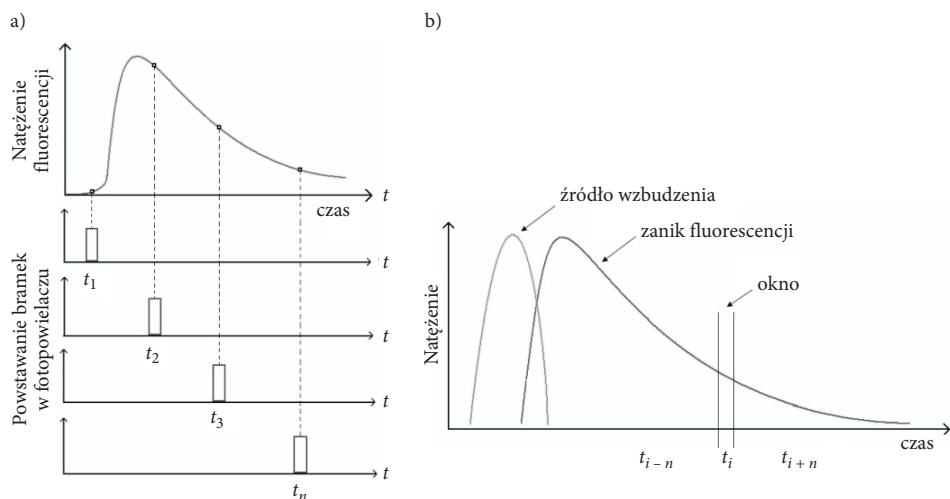 a)
Natężenie
fluorescencji
t
czas
Powstawanie bramek
w fotopowielaczu
t
t1
t
t2
t
t3
t
tn
b)
źródło wzbudzenia
zanik fluorescencji
okno
Natężenie
czas
ti – n ti ti + n